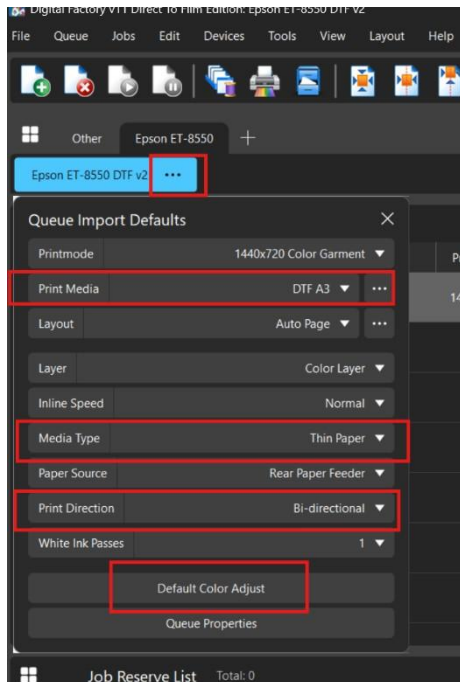 Digital Factory V11 Direct To Film Edition: Epson ET-8550 DTF v2
File Queue Jobs Edit Devices Tools View Layout Help
Other Epson ET-8550
Epson ET-8550 DTF v2 ...
Queue Import Defaults
Printmode 1440x720 Color Garment
Print Media DTF A3 ...
Layout Auto Page ...
Layer Color Layer
Inline Speed Normal
Media Type Thin Paper
Paper Source Rear Paper Feeder
Print Direction Bi-directional
White Ink Passes 1
Default Color Adjust
Queue Properties
Job Reserve List Total: 0